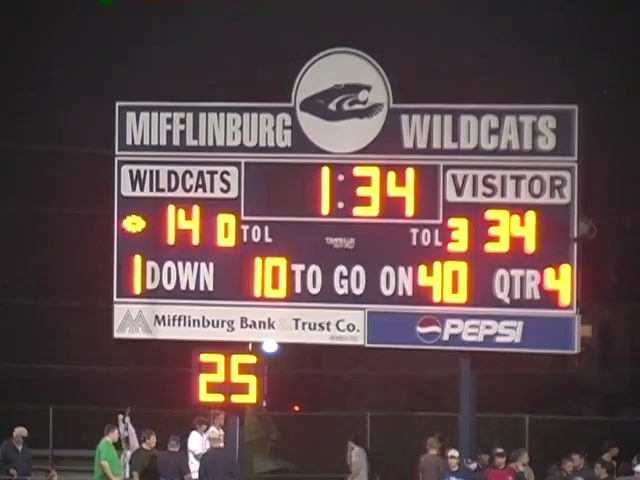 MIFFLINBURG WILDCATS
WILDCATS 1:34 VISITOR
14 0 TOL TOL 3 34
1 DOWN 10 TO GO ON 40 QTR 4
Mifflinburg Bank & Trust Co. PEPSI
25